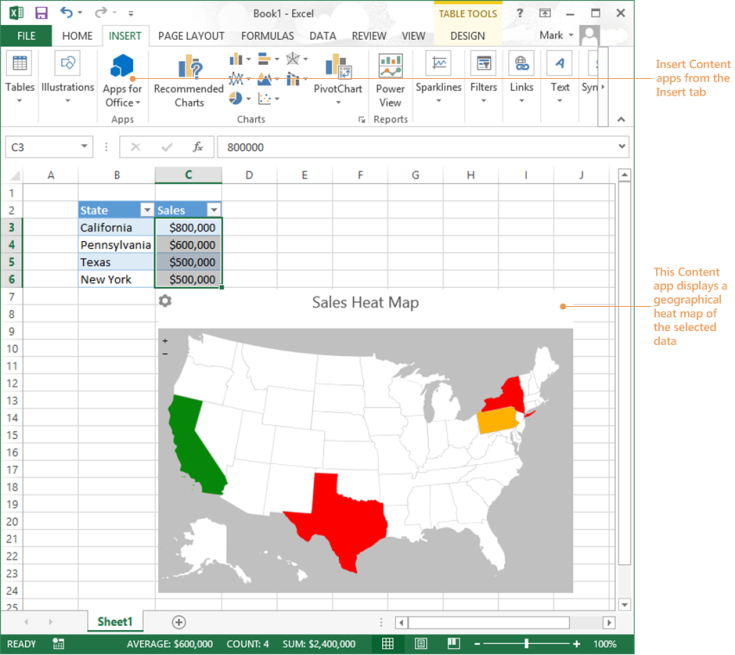 Book1 - Excel
TABLE TOOLS
?
FILE
HOME
INSERT
PAGE LAYOUT
FORMULAS
DATA
REVIEW
VIEW
DESIGN
Mark
Tables
Illustrations
Apps for
Office
Apps
Recommended
Charts
Charts
PivotChart
Power
View
Reports
Sparklines
Filters
Links
Text
Insert Content
apps from the
Insert tab
C3
fx
800000
A B C D E F G H I J
1
2 State Sales
3 California $800,000
4 Pennsylvania $600,000
5 Texas $500,000
6 New York $500,000
7
8
Sales Heat Map
This Content
app displays a
geographical
heat map of
the selected
data
9
10
11
12
13
14
15
16
17
18
19
20
21
22
23
24
25
Sheet1
READY
AVERAGE: $600,000 COUNT: 4 SUM: $2,400,000
100%